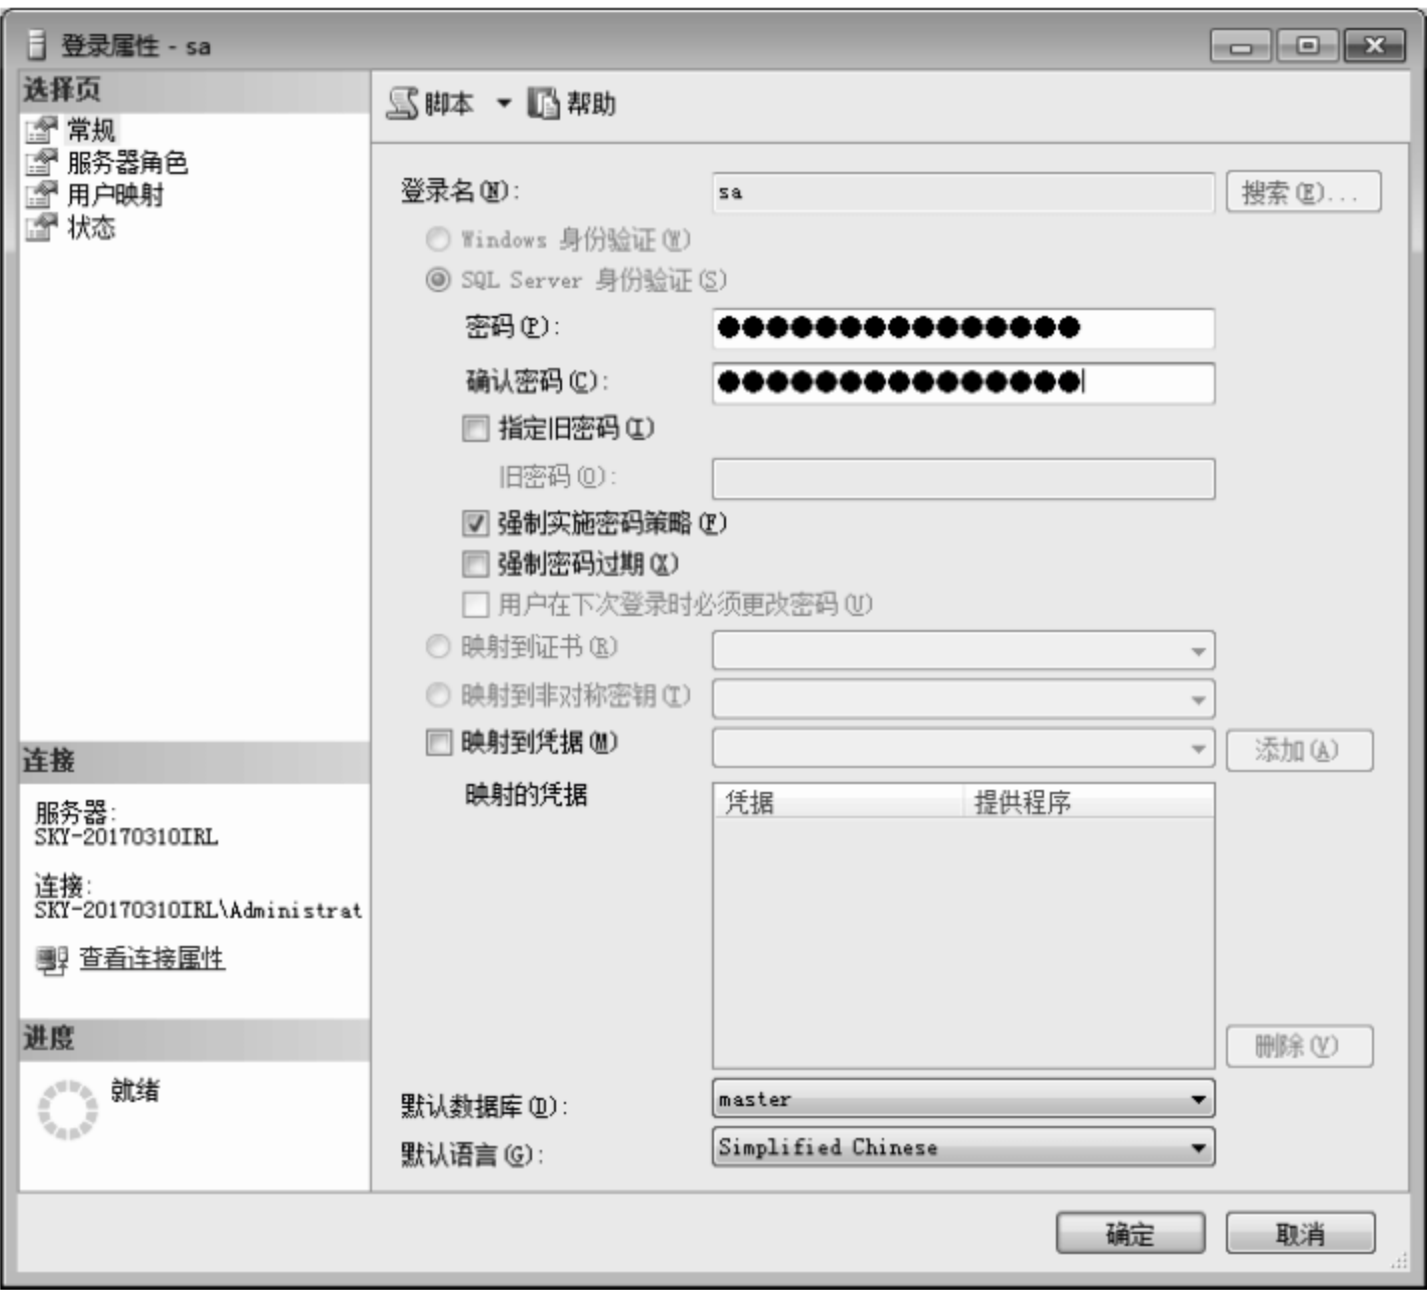 登录属性 - sa
选择页
常规
服务器角色
用户映射
状态
脚本 帮助
登录名(N): sa 搜索(E)...
Windows 身份验证(W)
SQL Server 身份验证(S)
密码(P): ●●●●●●●●●●●●●●●
确认密码(C): ●●●●●●●●●●●●●●●
指定旧密码(I)
旧密码(O):
强制实施密码策略(F)
强制密码过期(X)
用户在下次登录时必须更改密码(U)
映射到证书(R)
映射到非对称密钥(T)
映射到凭据(M) 添加(A)
映射的凭据 凭据 提供程序
删除(V)
默认数据库(D): master
默认语言(G): Simplified Chinese
连接
服务器:
SKY-20170310IRL
连接:
SKY-20170310IRL\Administrat
查看连接属性
进度
就绪
确定 取消